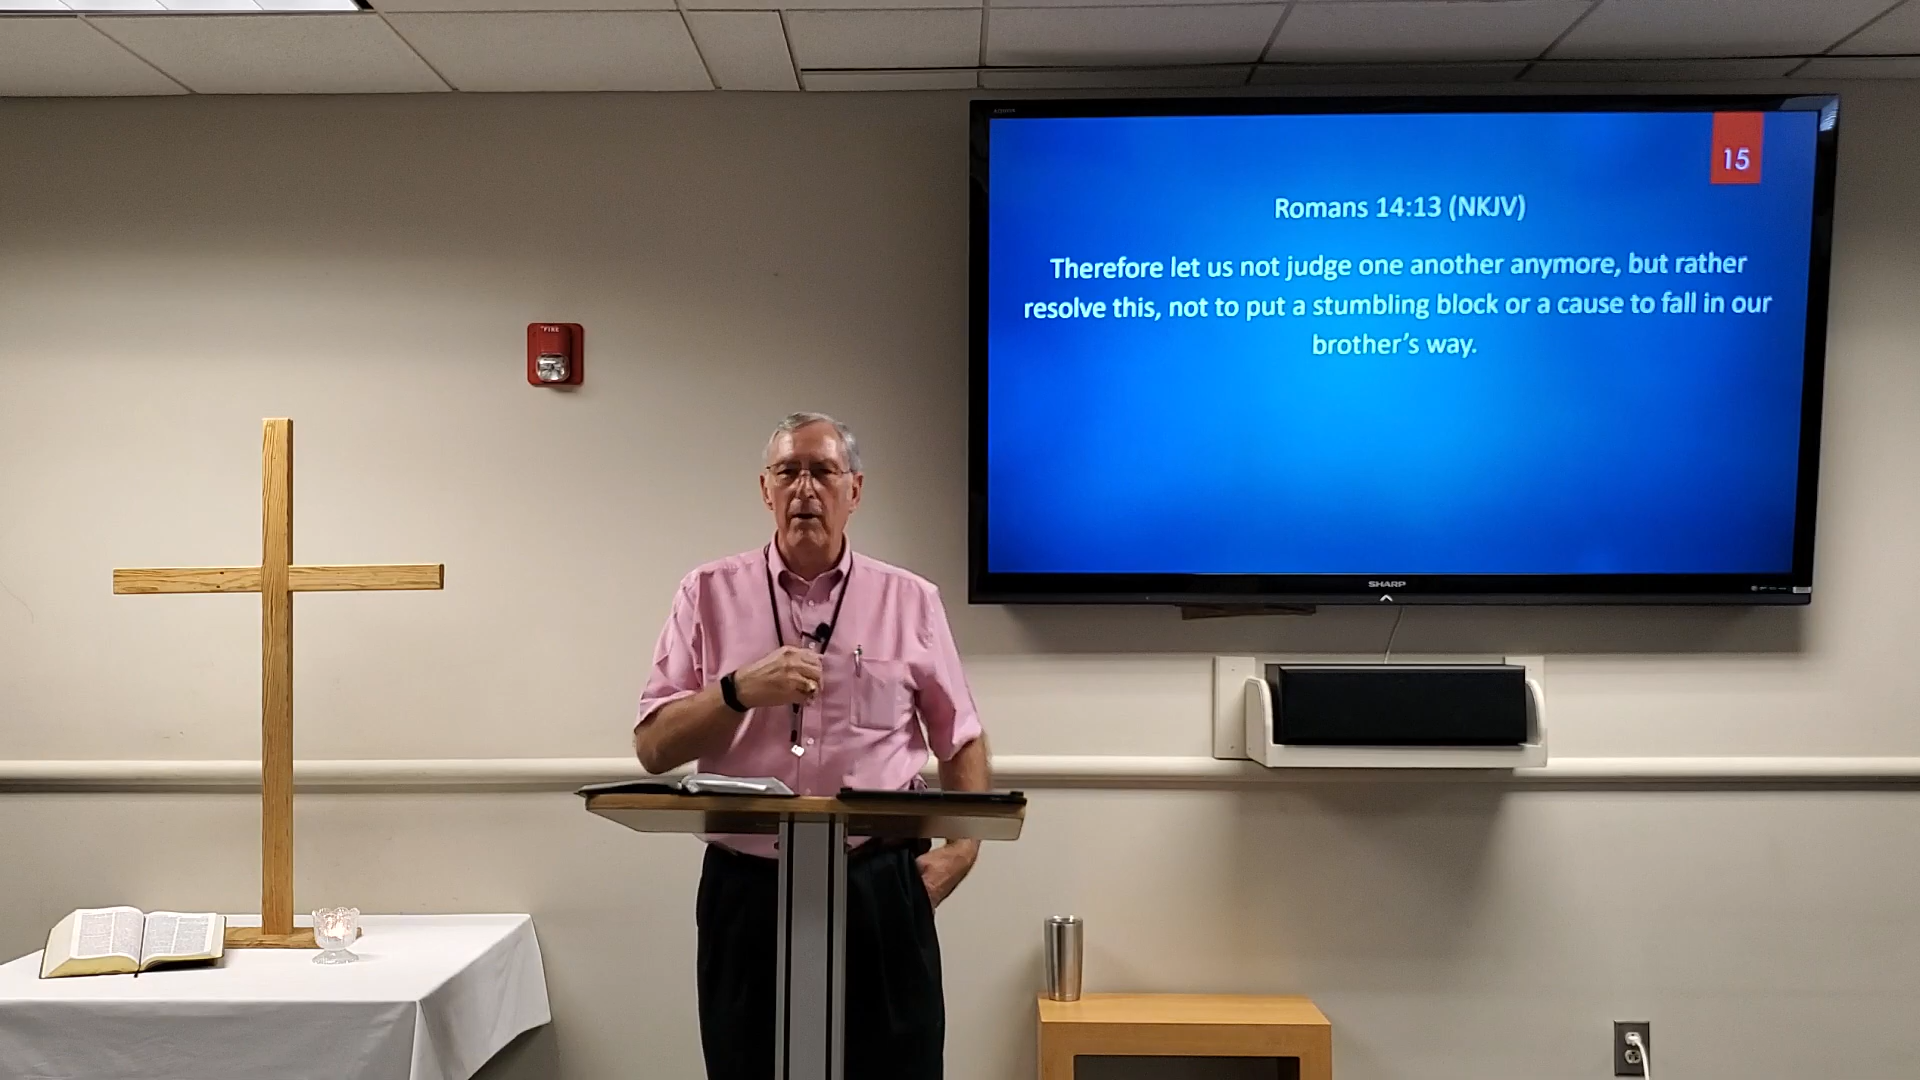 15
Romans 14:13 (NKJV)
Therefore let us not judge one another anymore, but rather
resolve this, not to put a stumbling block or a cause to fall in our
brother's way.
FIRE
SHARP